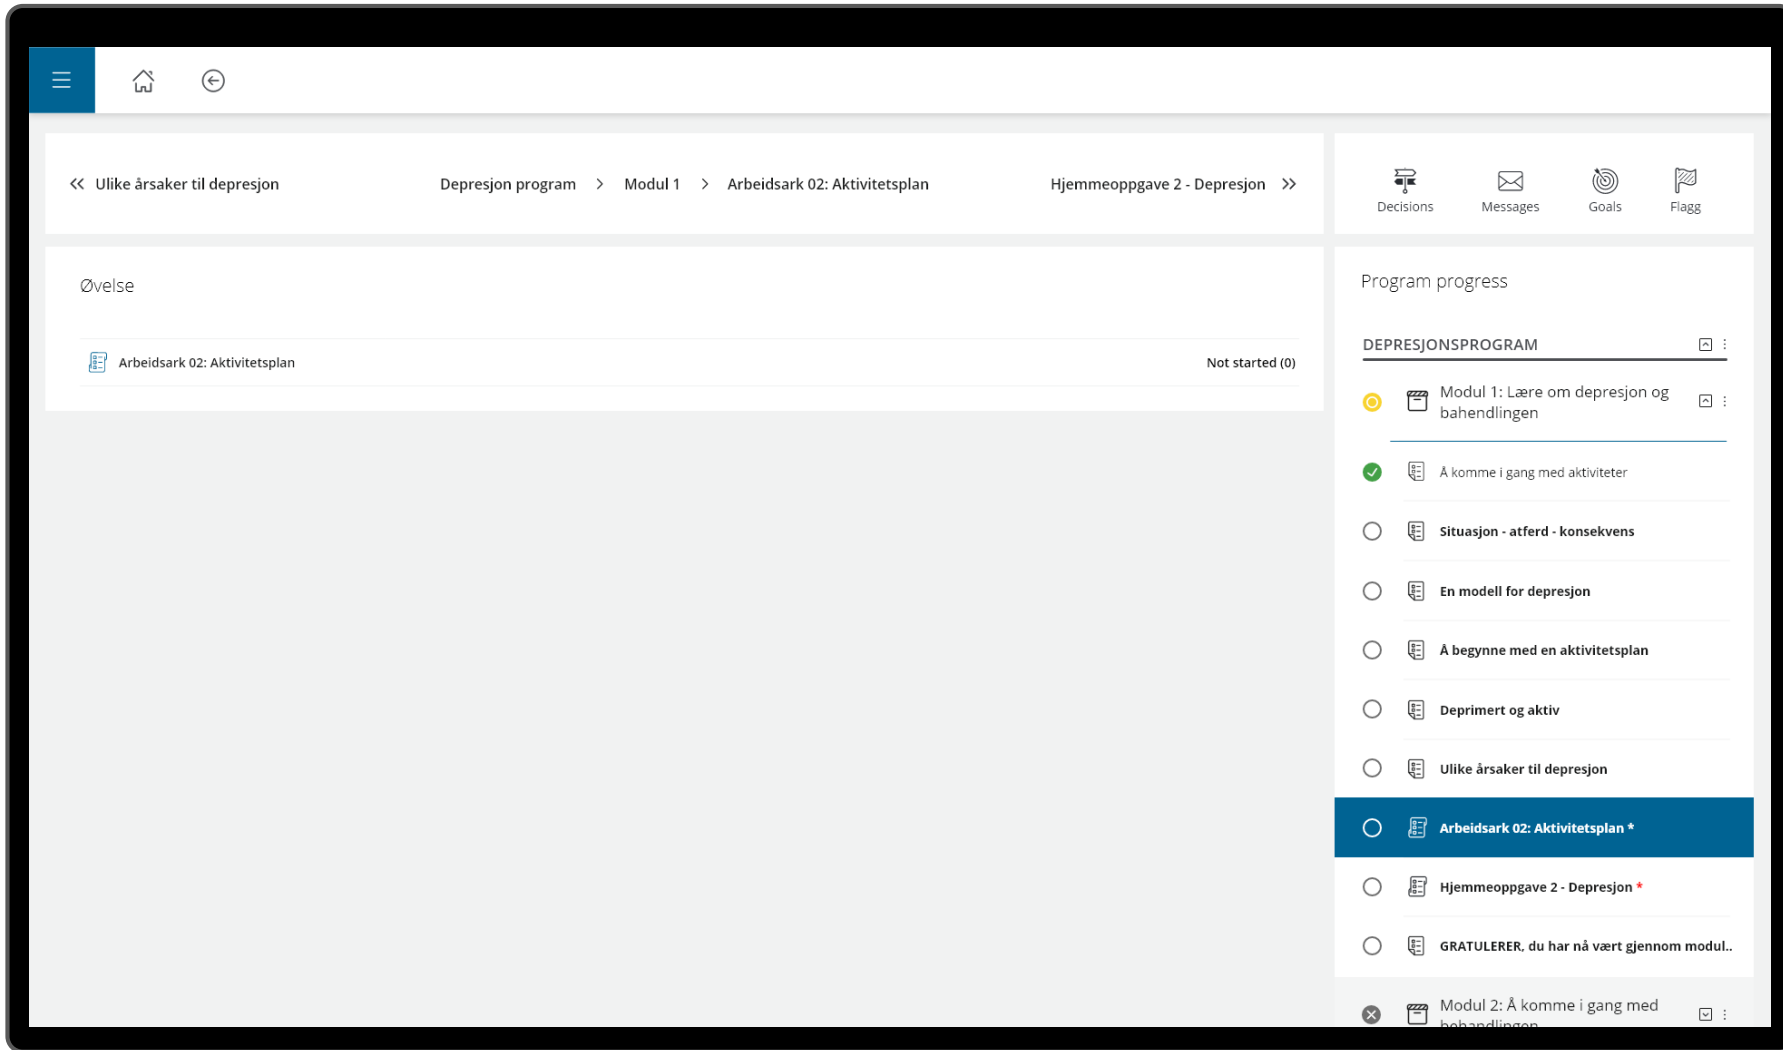 Ulike årsaker til depresjon
Depresjon program > Modul 1 > Arbeidsark 02: Aktivitetsplan
Hjemmeoppgave 2 - Depresjon
Decisions
Messages
Goals
Flagg
Øvelse
Arbeidsark 02: Aktivitetsplan
Not started (0)
Program progress
DEPRESJONSPROGRAM
Modul 1: Lære om depresjon og
bahendlingen
Å komme i gang med aktiviteter
Situasjon - atferd - konsekvens
En modell for depresjon
Å begynne med en aktivitetsplan
Deprimert og aktiv
Ulike årsaker til depresjon
Arbeidsark 02: Aktivitetsplan *
Hjemmeoppgave 2 - Depresjon *
GRATULERER, du har nå vært gjennom modul..
Modul 2: Å komme i gang med
behandlingen